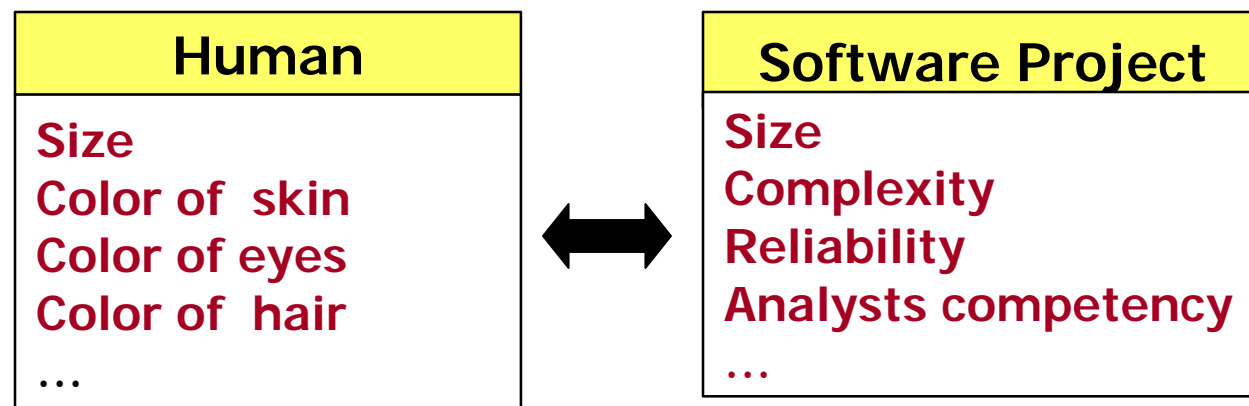 Human
Size
Color of skin
Color of eyes
Color of hair
...
Software Project
Size
Complexity
Reliability
Analysts competency
...